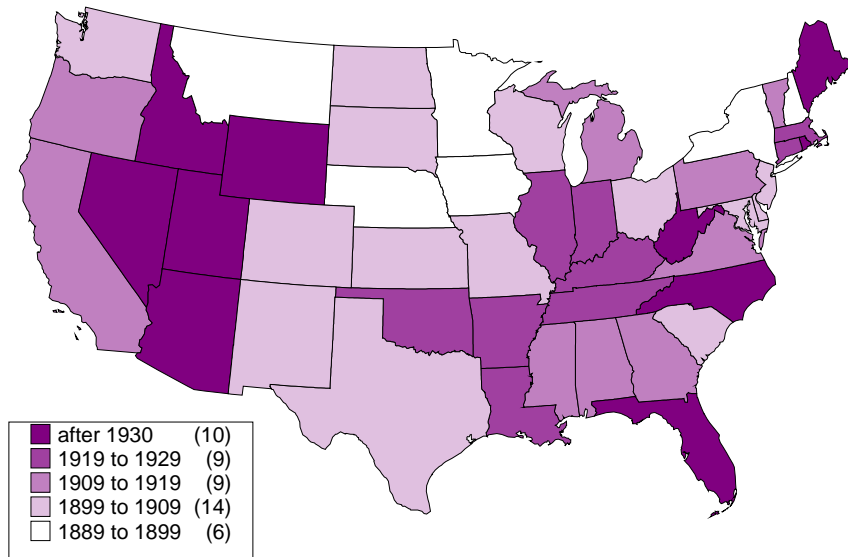 after 1930 (10)
1919 to 1929 (9)
1909 to 1919 (9)
1899 to 1909 (14)
1889 to 1899 (6)